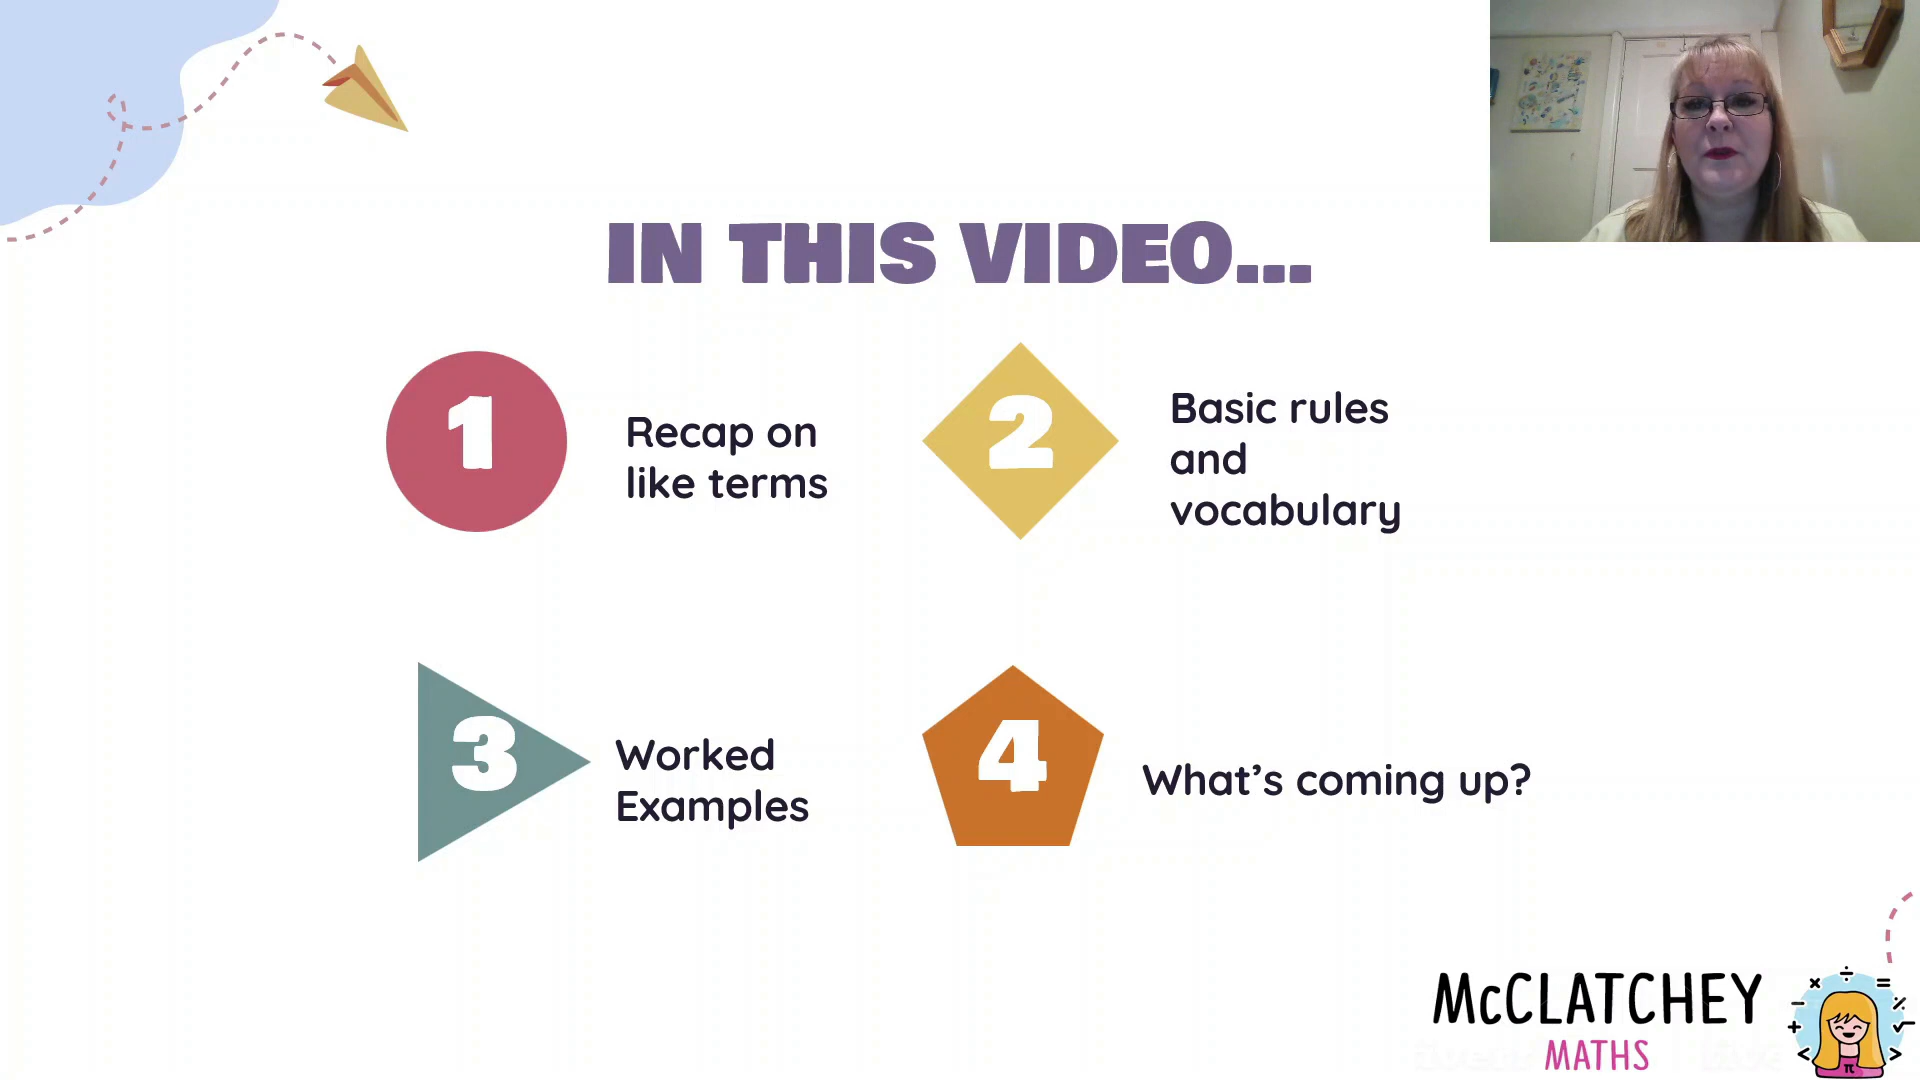 IN THIS VIDEO...
1
Recap on
like terms
2
Basic rules
and
vocabulary
3
Worked
Examples
4
What's coming up?
McCLATCHEY
MATHS
× ÷ =
− %
+ √
< >
π